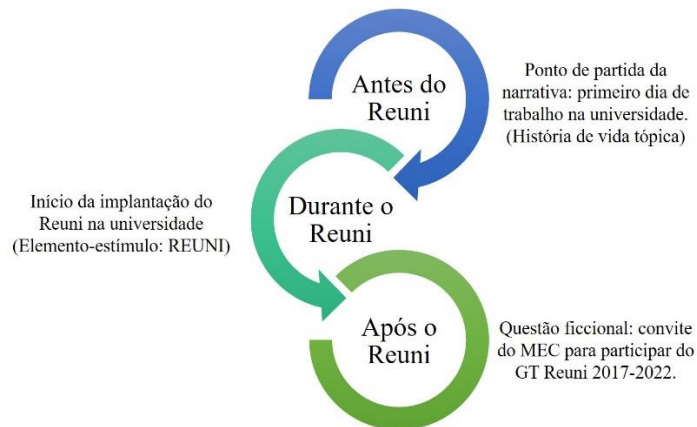 Antes do
Reuni
Ponto de partida da
narrativa: primeiro dia de
trabalho na universidade.
(História de vida tópica)
Início da implantação do
Reuni na universidade
(Elemento-estímulo: REUNI)
Durante o
Reuni
Após o
Reuni
Questão ficcional: convite
do MEC para participar do
GT Reuni 2017-2022.